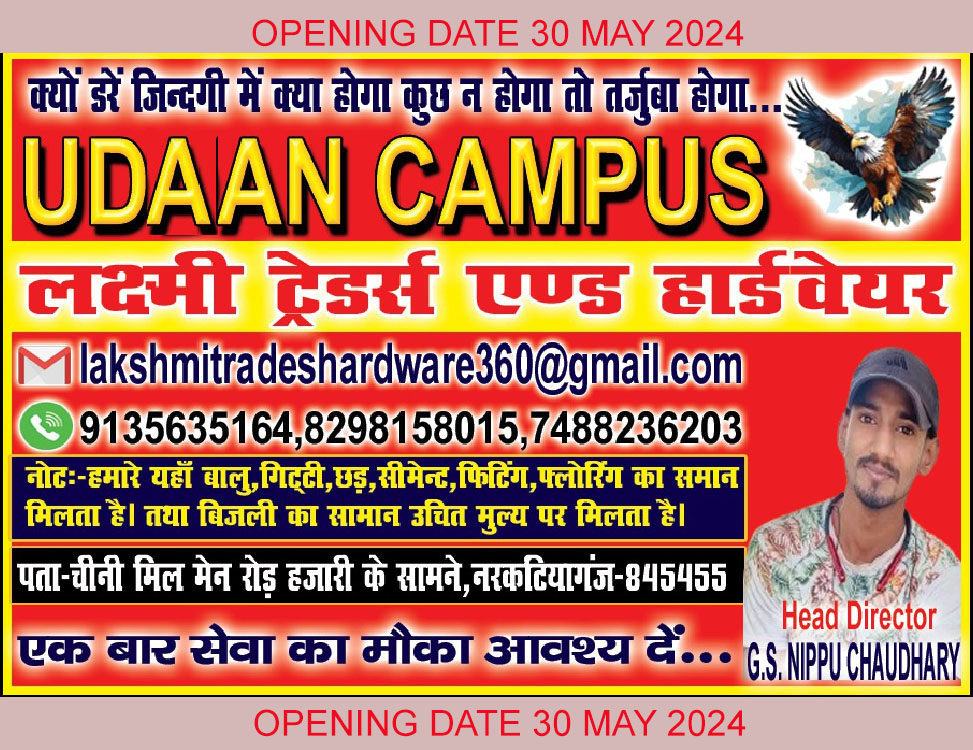 OPENING DATE 30 MAY 2024
क्यों डरें जिन्दगी में क्या होगा कुछ न होगा तो तर्जुबा होगा...
UDAAN CAMPUS
लक्ष्मी ट्रेडर्स एण्ड हार्डवेयर
lakshmitradeshardware360@gmail.com
9135635164,8298158015,7488236203
नोटः-हमारे यहाँ बालु,गिट्टी,छड़,सीमेन्ट,फिटिंग,फ्लोरिंग का समान
मिलता है। तथा बिजली का सामान उचित मुल्य पर मिलता है।
पता-चीनी मिल मेन रोड़ हजारी के सामने,नरकटियागंज-845455
एक बार सेवा का मौका आवश्य दें...
Head Director
G.S. NIPPU CHAUDHARY
OPENING DATE 30 MAY 2024